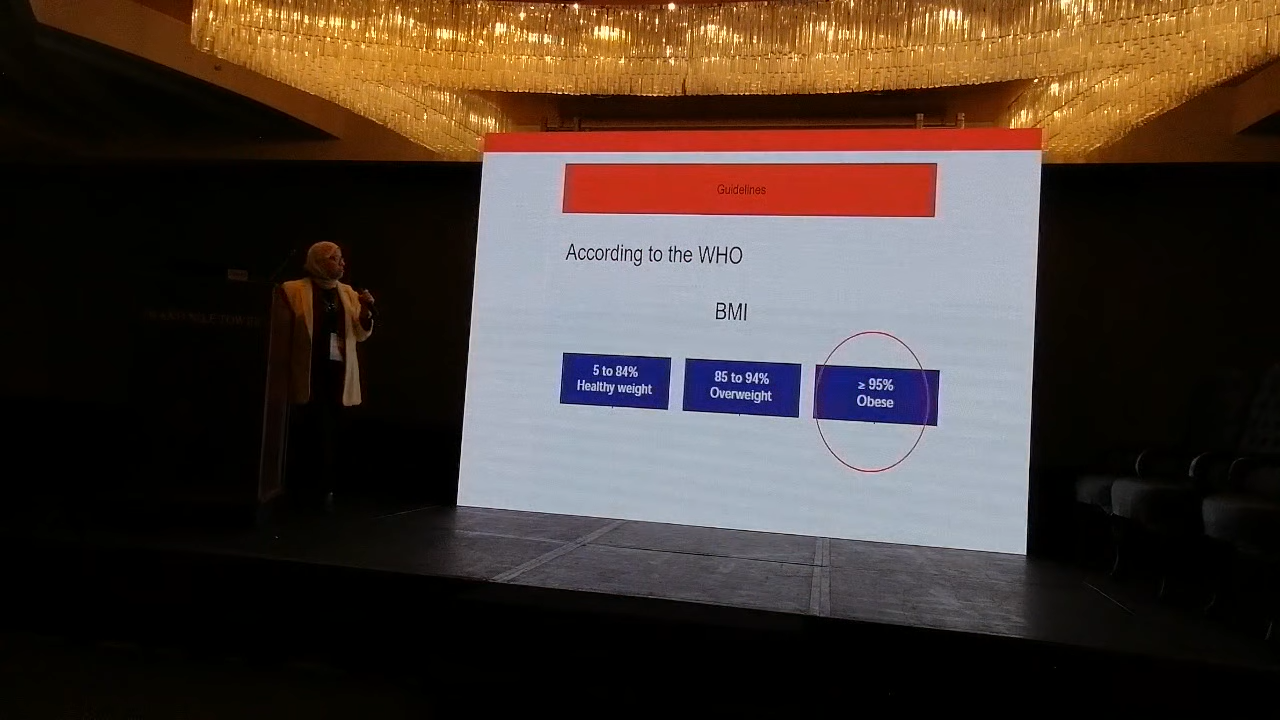 Guidelines
According to the WHO
BMI
5 to 84%
Healthy weight
85 to 94%
Overweight
≥ 95%
Obese